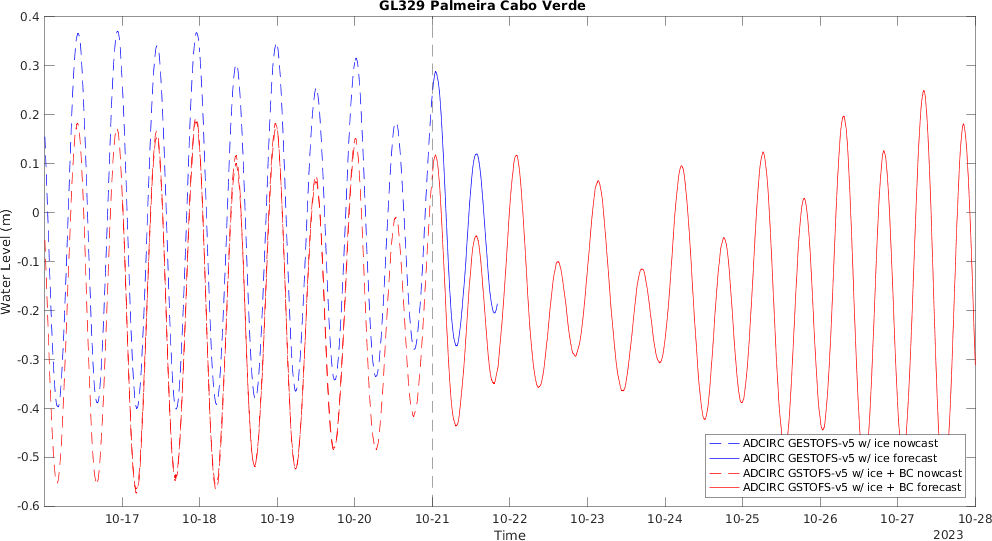 GL329 Palmeira Cabo Verde
0.4
0.3
0.2
0.1
0
-0.1
-0.2
-0.3
-0.4
-0.5
-0.6
Water Level (m)
ADCIRC GESTOFS-v5 w/ ice nowcast
ADCIRC GESTOFS-v5 w/ ice forecast
ADCIRC GSTOFS-v5 w/ ice + BC nowcast
ADCIRC GSTOFS-v5 w/ ice + BC forecast
10-17 10-18 10-19 10-20 10-21 10-22 10-23 10-24 10-25 10-26 10-27 10-28
Time 2023